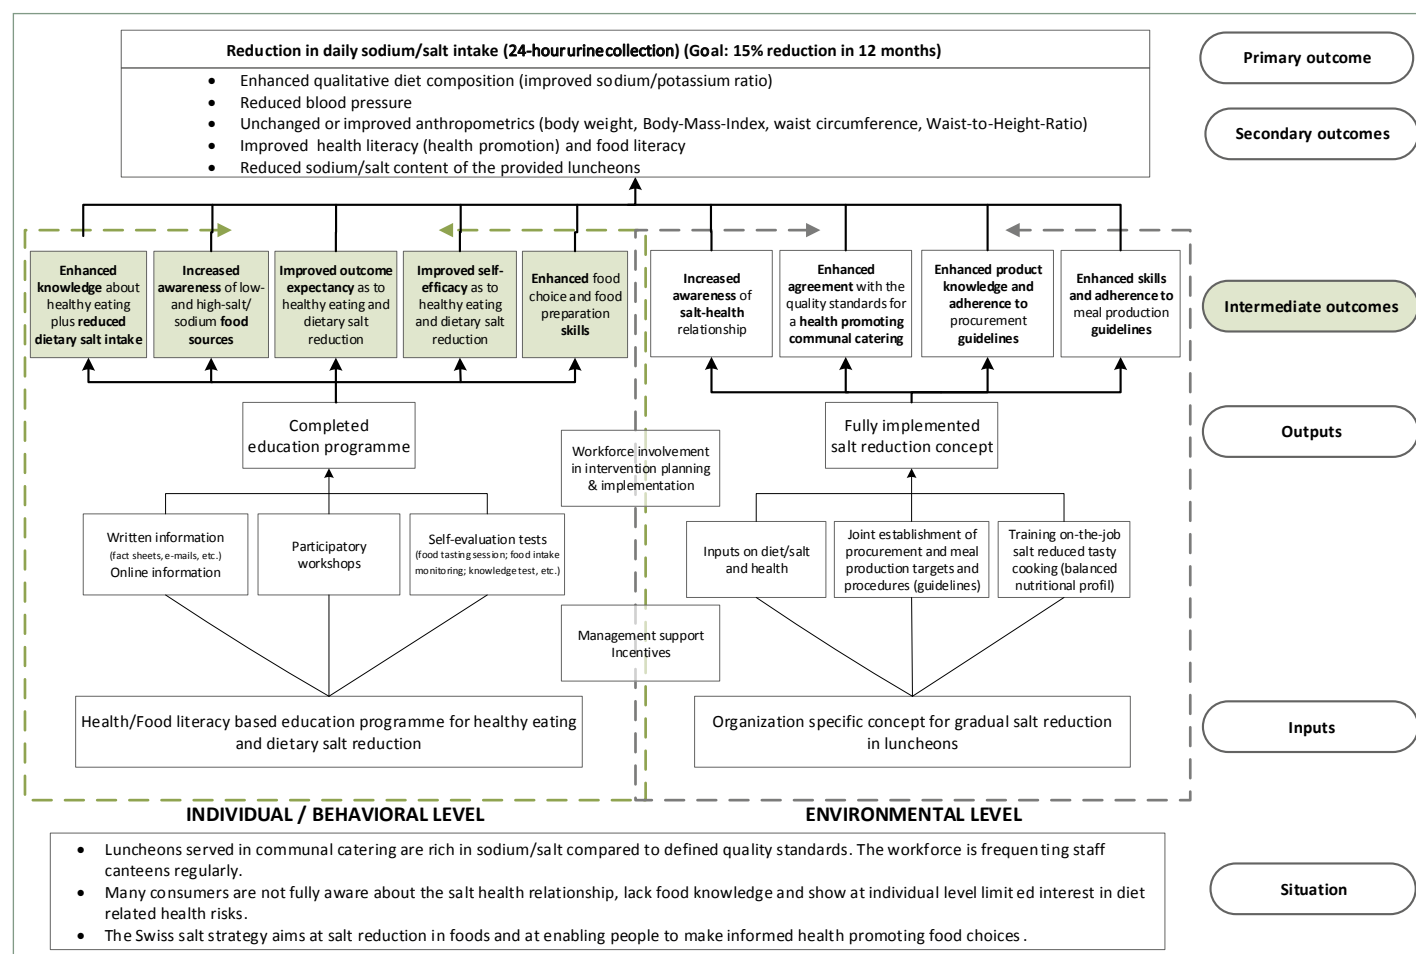 Reduction in daily sodium/salt intake (24-hour urine collection) (Goal: 15% reduction in 12 months)
• Enhanced qualitative diet composition (improved sodium/potassium ratio)
• Reduced blood pressure
• Unchanged or improved anthropometrics (body weight, Body-Mass-Index, waist circumference, Waist-to-Height-Ratio)
• Improved health literacy (health promotion) and food literacy
• Reduced sodium/salt content of the provided luncheons
Primary outcome
Secondary outcomes
Enhanced
knowledge about
healthy eating
plus reduced
dietary salt intake
Increased
awareness of low-
and high-salt/
sodium food
sources
Improved outcome
expectancy as to
healthy eating and
dietary salt
reduction
Improved self-
efficacy as to
healthy eating
and dietary salt
reduction
Enhanced food
choice and food
preparation
skills
Increased
awareness of
salt-health
relationship
Enhanced
agreement with the
quality standards for
a health promoting
communal catering
Enhanced product
knowledge and
adherence to
procurement
guidelines
Enhanced skills
and adherence to
meal production
guidelines
Intermediate outcomes
Completed
education programme
Workforce involvement
in intervention planning
& implementation
Fully implemented
salt reduction concept
Outputs
Written information
(fact sheets, e-mails, etc.)
Online information
Participatory
workshops
Self-evaluation tests
(food tasting session; food intake
monitoring; knowledge test, etc.)
Inputs on diet/salt
and health
Joint establishment of
procurement and meal
production targets and
procedures (guidelines)
Training on-the-job
salt reduced tasty
cooking (balanced
nutritional profil)
Management support
Incentives
Health/Food literacy based education programme for healthy eating
and dietary salt reduction
Organization specific concept for gradual salt reduction
in luncheons
Inputs
INDIVIDUAL / BEHAVIORAL LEVEL
ENVIRONMENTAL LEVEL
• Luncheons served in communal catering are rich in sodium/salt compared to defined quality standards. The workforce is frequenting staff
canteens regularly.
• Many consumers are not fully aware about the salt health relationship, lack food knowledge and show at individual level limited interest in diet
related health risks.
• The Swiss salt strategy aims at salt reduction in foods and at enabling people to make informed health promoting food choices.
Situation